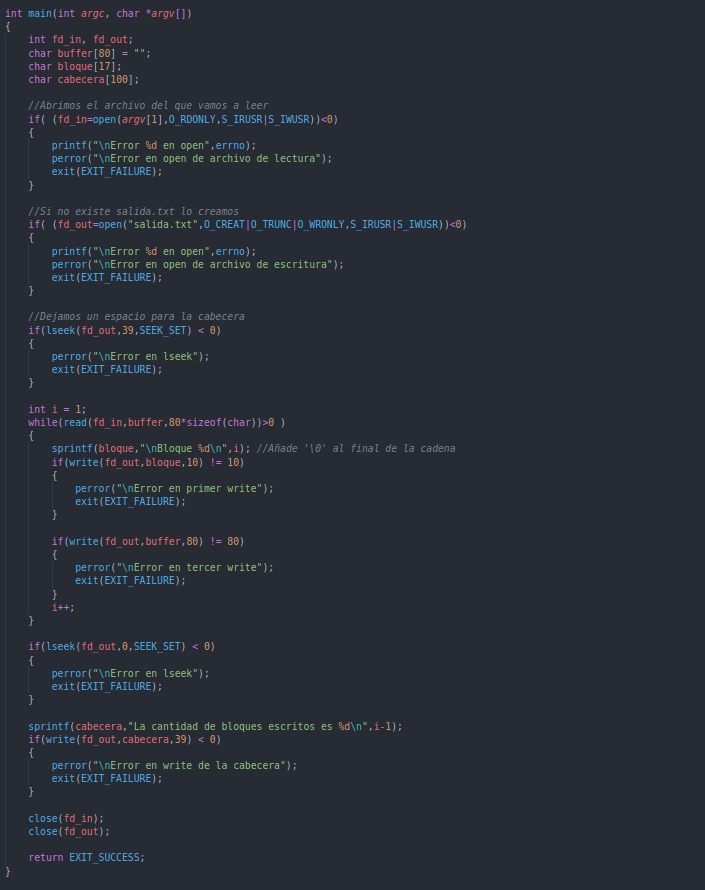 int main(int argc, char *argv[])
{
    int fd_in, fd_out;
    char buffer[80] = "";
    char bloque[17];
    char cabecera[100];

    //Abrimos el archivo del que vamos a leer
    if( (fd_in=open(argv[1],O_RDONLY,S_IRUSR|S_IWUSR))<0)
    {
        printf("\nError %d en open",errno);
        perror("\nError en open de archivo de lectura");
        exit(EXIT_FAILURE);
    }

    //Si no existe salida.txt lo creamos
    if( (fd_out=open("salida.txt",O_CREAT|O_TRUNC|O_WRONLY,S_IRUSR|S_IWUSR))<0)
    {
        printf("\nError %d en open",errno);
        perror("\nError en open de archivo de escritura");
        exit(EXIT_FAILURE);
    }

    //Dejamos un espacio para la cabecera
    if(lseek(fd_out,39,SEEK_SET) < 0)
    {
        perror("\nError en lseek");
        exit(EXIT_FAILURE);
    }

    int i = 1;
    while(read(fd_in,buffer,80*sizeof(char))>0 )
    {
        sprintf(bloque,"\nBloque %d\n",i); //Añade '\0' al final de la cadena
        if(write(fd_out,bloque,10) != 10)
        {
            perror("\nError en primer write");
            exit(EXIT_FAILURE);
        }

        if(write(fd_out,buffer,80) != 80)
        {
            perror("\nError en tercer write");
            exit(EXIT_FAILURE);
        }
        i++;
    }

    if(lseek(fd_out,0,SEEK_SET) < 0)
    {
        perror("\nError en lseek");
        exit(EXIT_FAILURE);
    }

    sprintf(cabecera,"La cantidad de bloques escritos es %d\n",i-1);
    if(write(fd_out,cabecera,39) < 0)
    {
        perror("\nError en write de la cabecera");
        exit(EXIT_FAILURE);
    }

    close(fd_in);
    close(fd_out);

    return EXIT_SUCCESS;
}